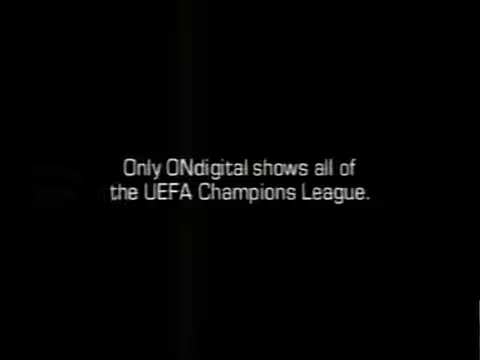 Only ONdigital shows all of
the UEFA Champions League.